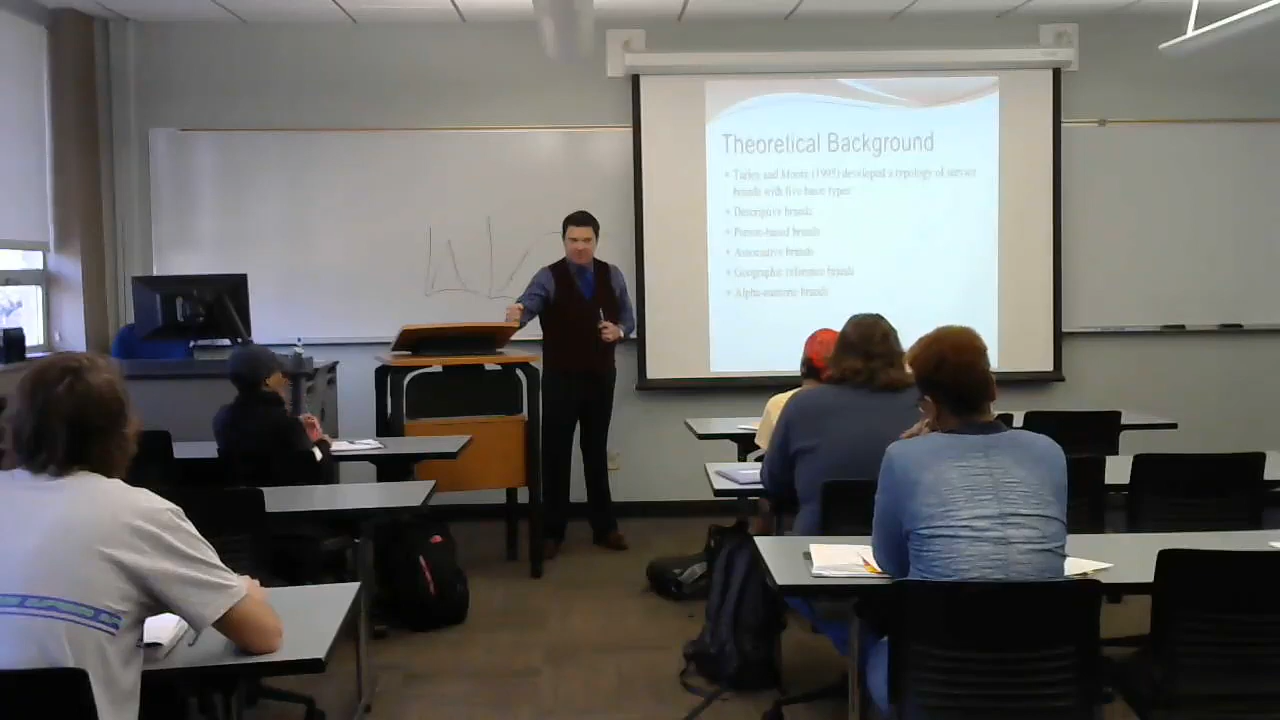 Theoretical Background
• Turley and Moore (1995) developed a typology of service
brands with five basic types
• Descriptive brands
• Person-based brands
• Associative brands
• Geographic reference brands
• Alpha-numeric brands